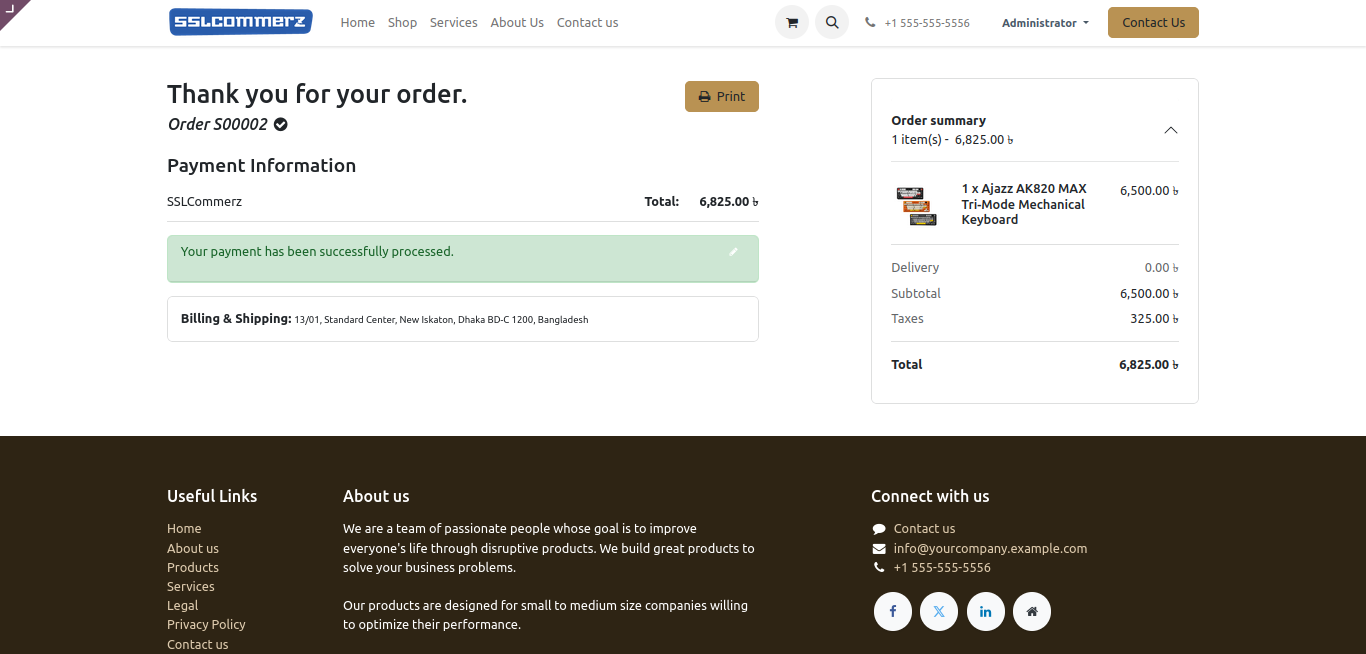 SSLCOMMERZ
Home Shop Services About Us Contact us
+1 555-555-5556
Administrator
Contact Us
Thank you for your order.
Order S00002
Print
Payment Information
SSLCommerz Total: 6,825.00 ৳
Your payment has been successfully processed.
Billing & Shipping: 13/01, Standard Center, New Iskaton, Dhaka BD-C 1200, Bangladesh
Order summary
1 item(s) - 6,825.00 ৳
1 x Ajazz AK820 MAX
Tri-Mode Mechanical
Keyboard
6,500.00 ৳
Delivery 0.00 ৳
Subtotal 6,500.00 ৳
Taxes 325.00 ৳
Total 6,825.00 ৳
Useful Links
Home
About us
Products
Services
Legal
Privacy Policy
Contact us
About us
We are a team of passionate people whose goal is to improve
everyone's life through disruptive products. We build great products to
solve your business problems.
Our products are designed for small to medium size companies willing
to optimize their performance.
Connect with us
Contact us
info@yourcompany.example.com
+1 555-555-5556